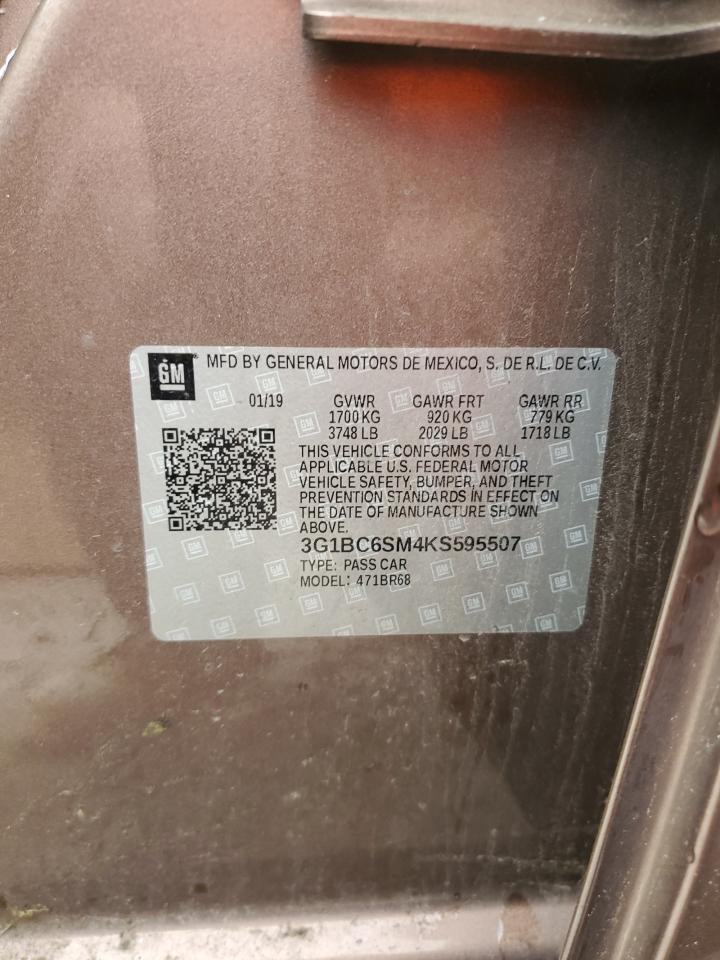 GM MFD BY GENERAL MOTORS DE MEXICO, S. DE R.L. DE C.V.
01/19 GVWR GAWR FRT GAWR RR
1700 KG 920 KG 779 KG
3748 LB 2029 LB 1718 LB
THIS VEHICLE CONFORMS TO ALL
APPLICABLE U.S. FEDERAL MOTOR
VEHICLE SAFETY, BUMPER, AND THEFT
PREVENTION STANDARDS IN EFFECT ON
THE DATE OF MANUFACTURE SHOWN
ABOVE.
3G1BC6SM4KS595507
TYPE: PASS CAR
MODEL: 471BR68